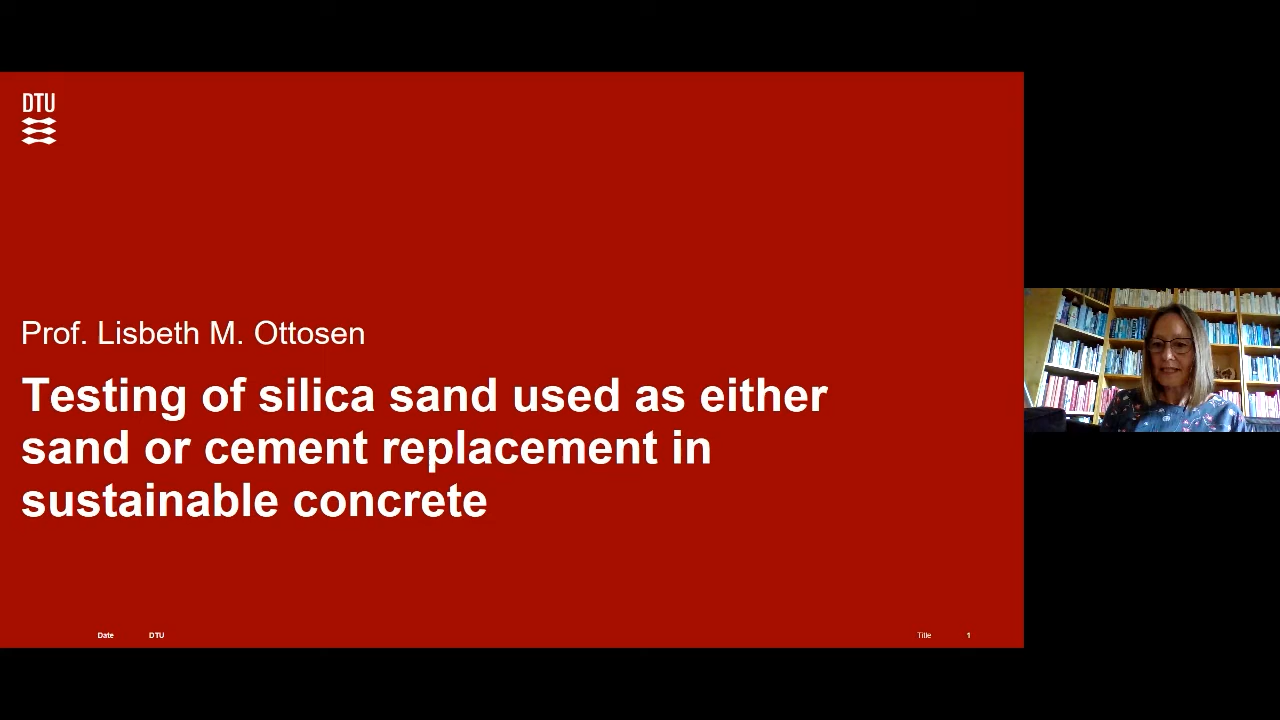 DTU
Prof. Lisbeth M. Ottosen
Testing of silica sand used as either
sand or cement replacement in
sustainable concrete
Date DTU Title 1